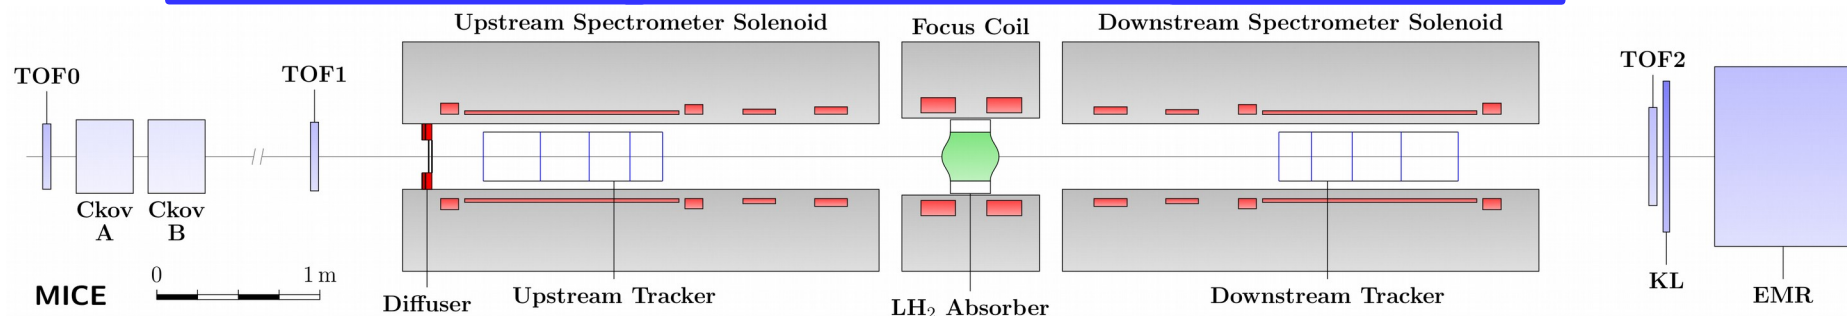 Upstream Spectrometer Solenoid
Focus Coil
Downstream Spectrometer Solenoid
TOF0
TOF1
TOF2
Ckov
A
Ckov
B
0
1 m
MICE
Diffuser
Upstream Tracker
LH₂ Absorber
Downstream Tracker
KL
EMR